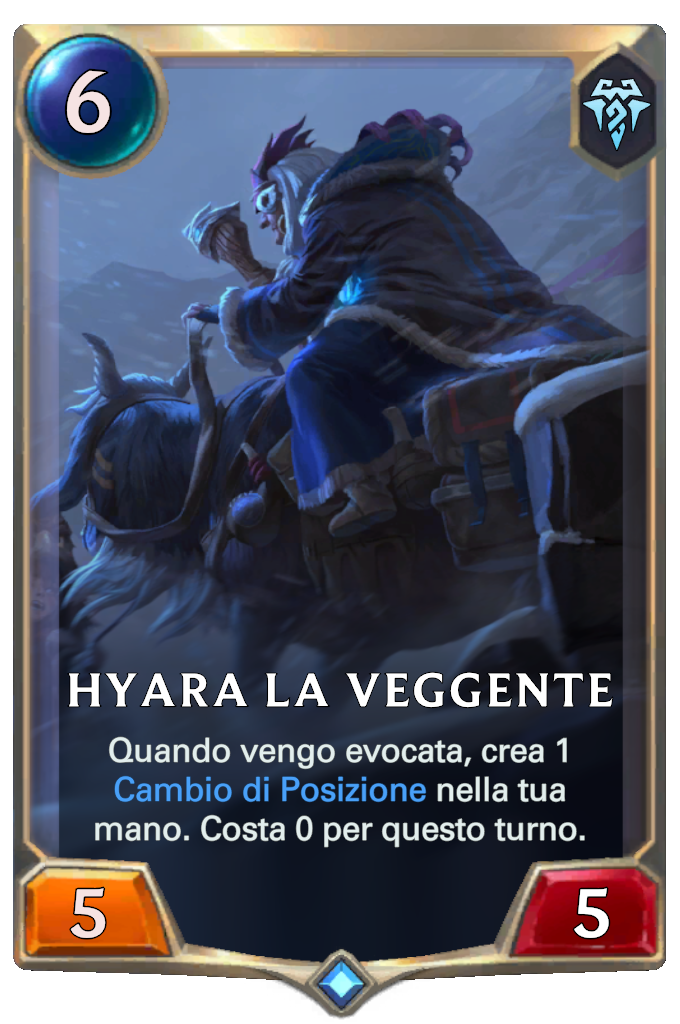 6
HYARA LA VEGGENTE
Quando vengo evocata, crea 1
Cambio di Posizione nella tua
mano. Costa 0 per questo turno.
5 5